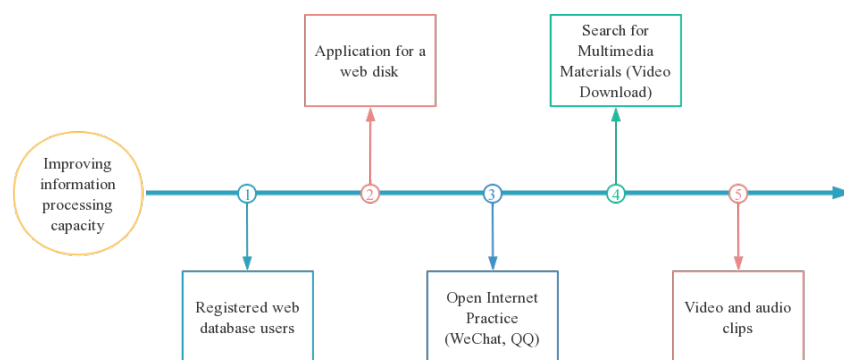 Improving
information
processing
capacity
1
Registered web
database users
2
Application for a
web disk
3
Open Internet
Practice
(WeChat, QQ)
4
Search for
Multimedia
Materials (Video
Download)
5
Video and audio
clips